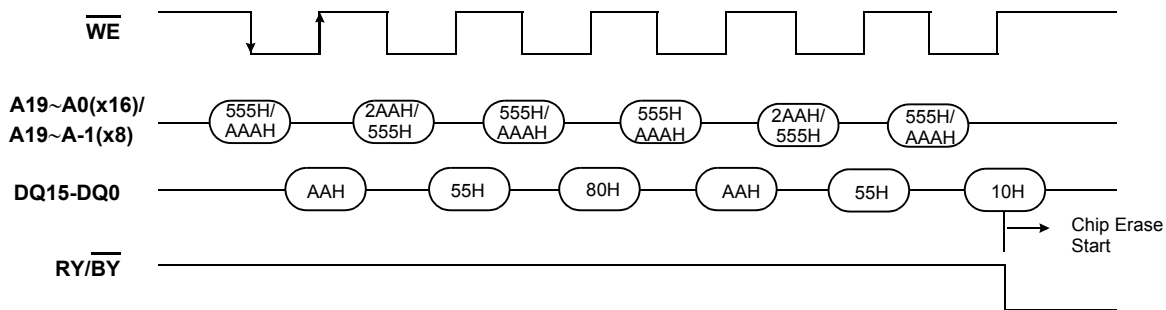 WE
A19~A0(x16)/
A19~A-1(x8)
555H/
AAAH
2AAH/
555H
555H/
AAAH
555H
AAAH
2AAH/
555H
555H/
AAAH
DQ15-DQ0
AAH
55H
80H
AAH
55H
10H
Chip Erase
Start
RY/BY